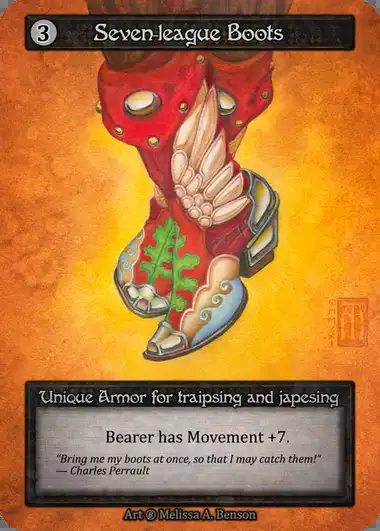 3
Seven-league Boots
Unique Armor for traipsing and japesing
Bearer has Movement +7.
"Bring me my boots at once, so that I may catch them!"
— Charles Perrault
Art @ Melissa A. Benson